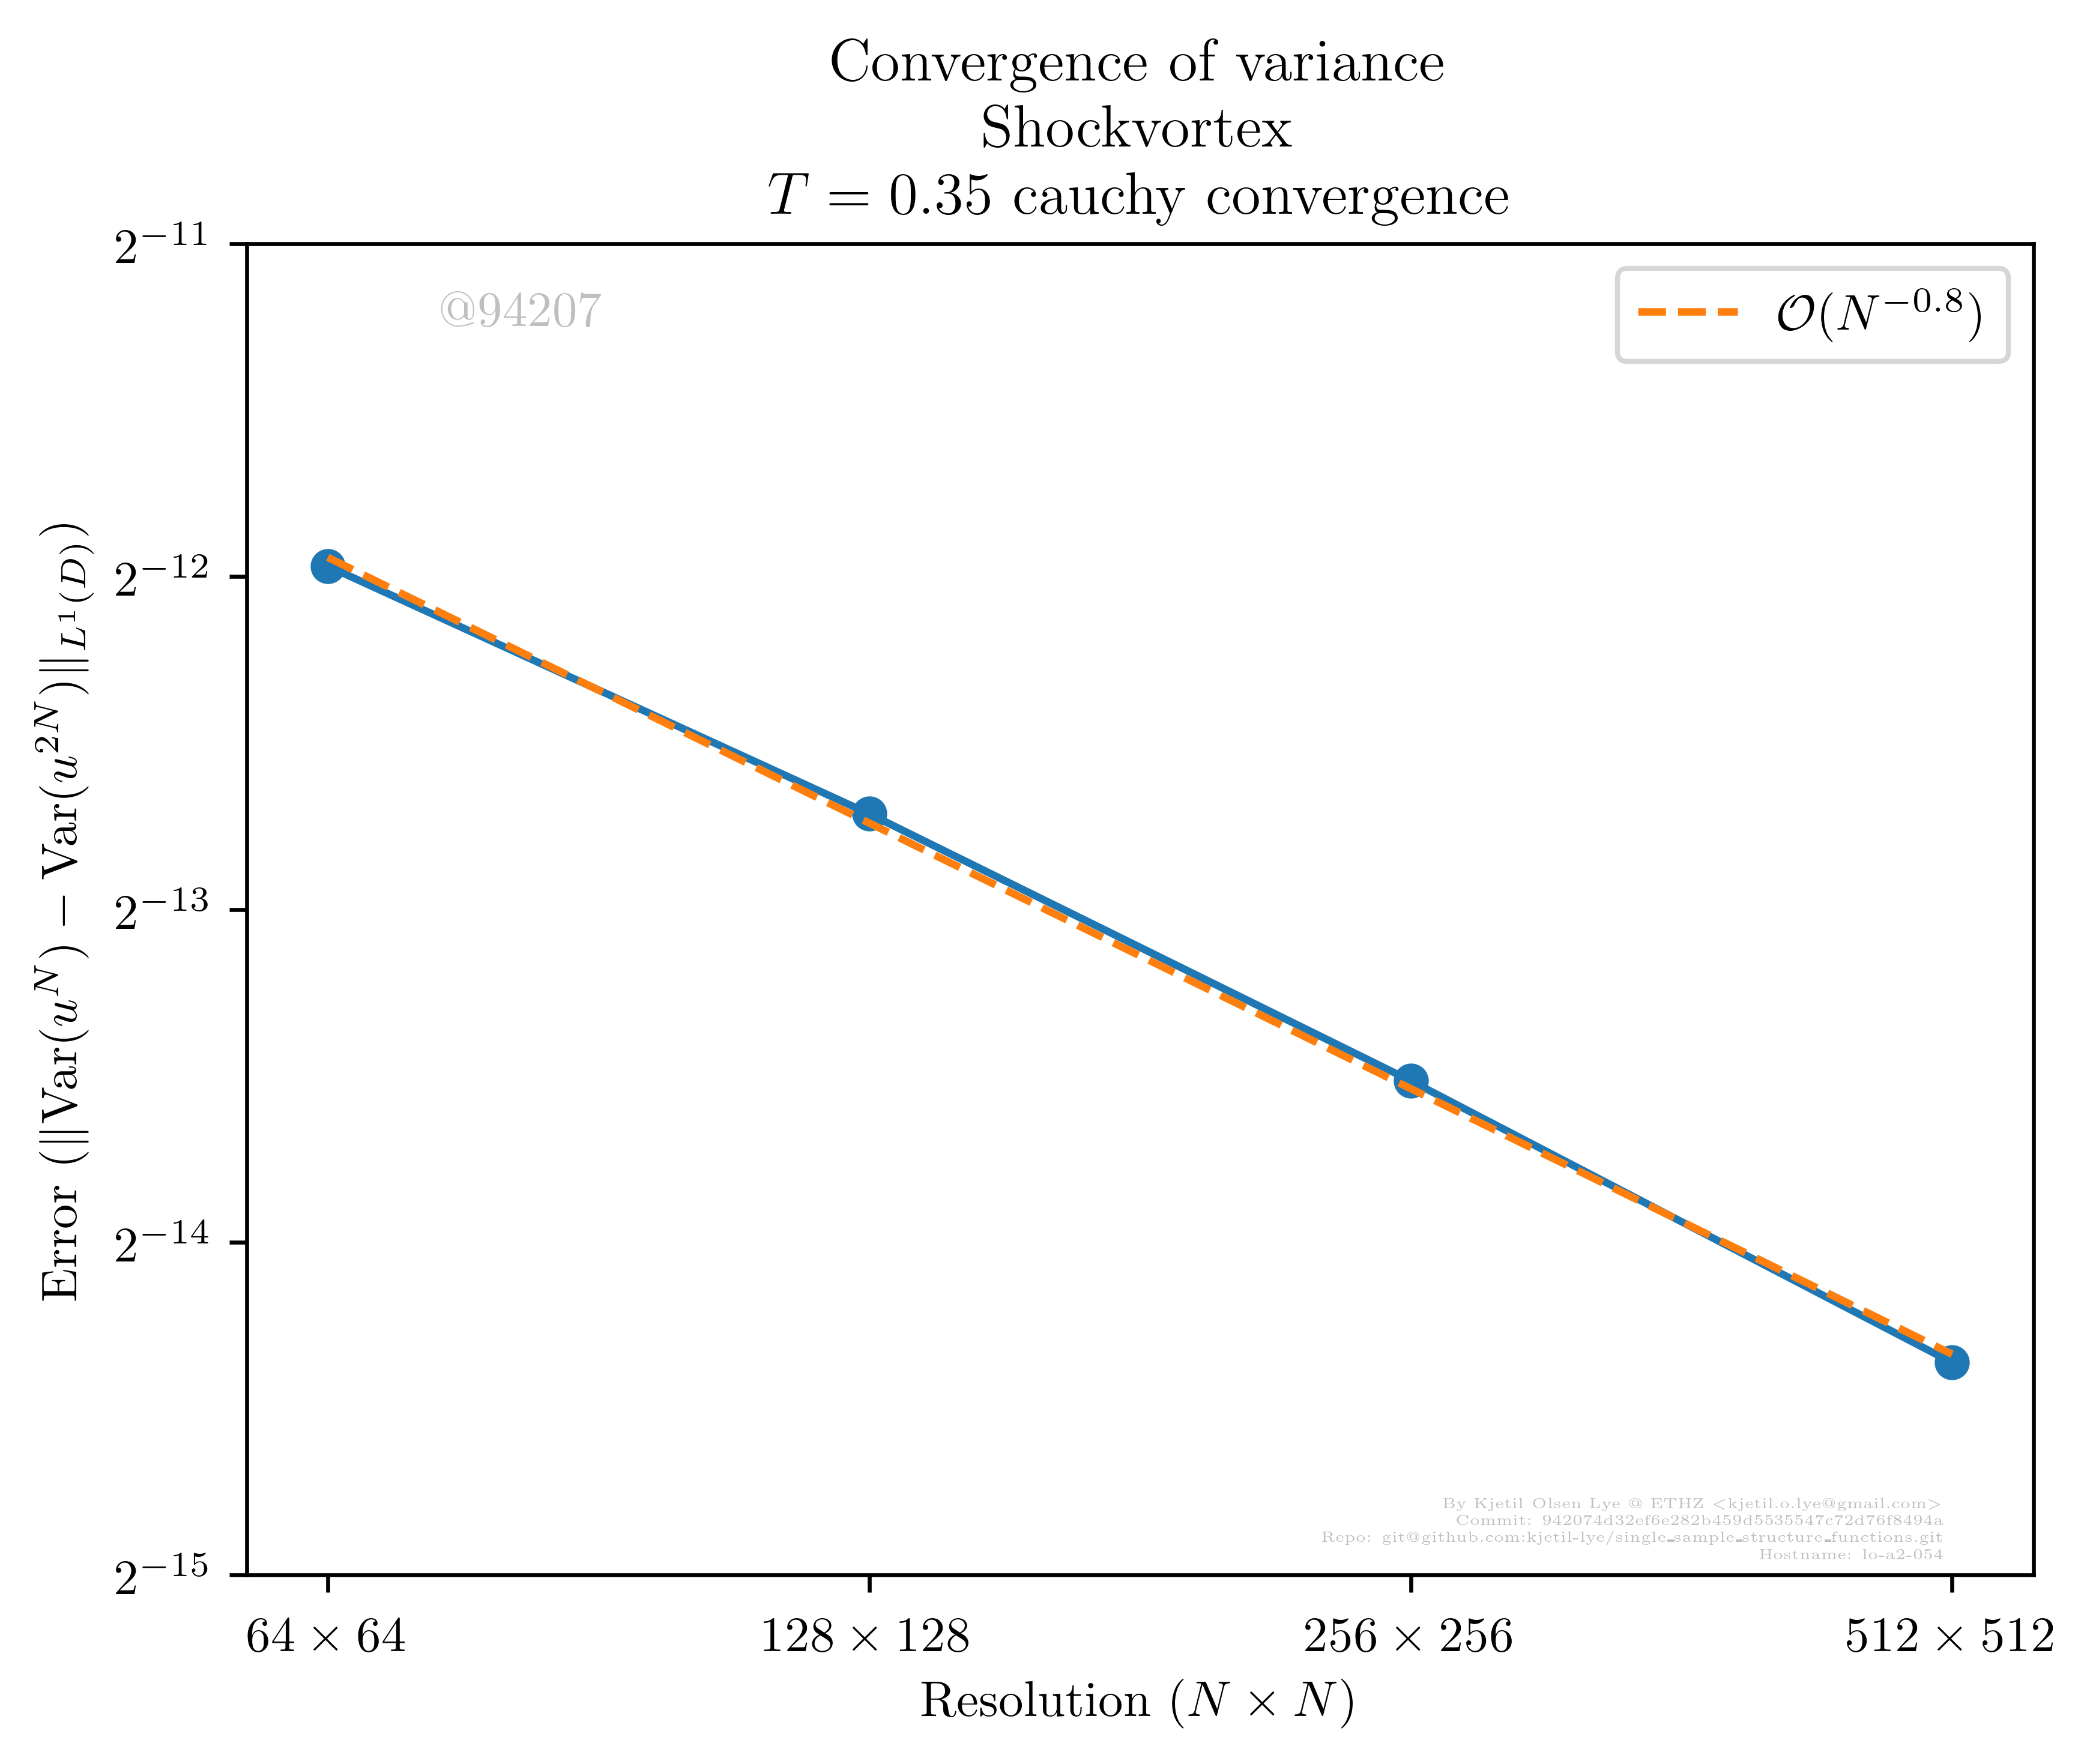 Convergence of variance
Shockvortex
T = 0.35 cauchy convergence
2^{-11}
@94207
O(N^{-0.8})
2^{-12}
2^{-13}
2^{-14}
2^{-15}
Error (||Var(u^N) − Var(u^{2N})||_{L^1(D)})
By Kjetil Olsen Lye @ ETHZ <kjetil.o.lye@gmail.com>
Commit: 942074d32ef6e282b459d5535547c72d76f8494a
Repo: git@github.com:kjetil-lye/single_sample_structure_functions.git
Hostname: lo-a2-054
64 × 64 128 × 128 256 × 256 512 × 512
Resolution (N × N)